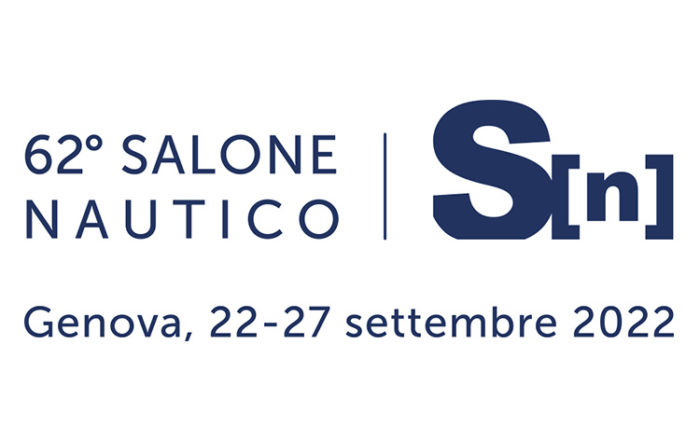 62° SALONE
NAUTICO
S[n]
Genova, 22-27 settembre 2022